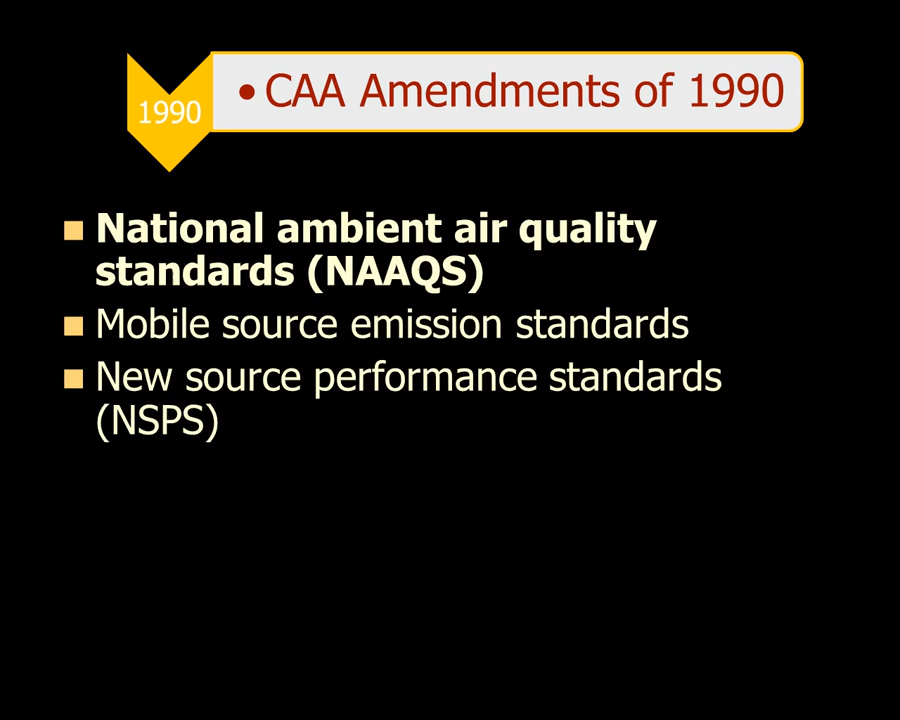 1990
• CAA Amendments of 1990
■ National ambient air quality
standards (NAAQS)
■ Mobile source emission standards
■ New source performance standards
(NSPS)